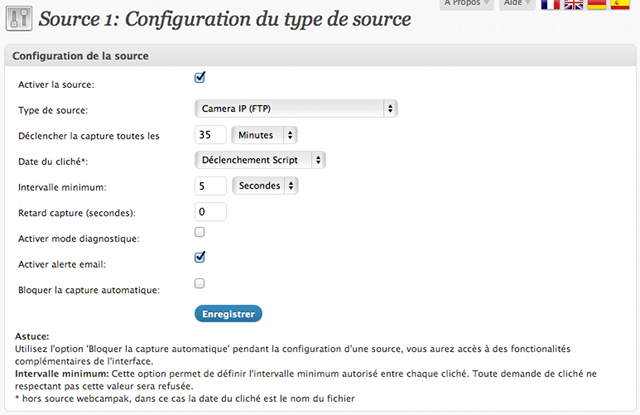 A Propos
Aide
Source 1: Configuration du type de source
Configuration de la source
Activer la source:
Type de source: Camera IP (FTP)
Déclencher la capture toutes les 35 Minutes
Date du cliché*: Déclenchement Script
Intervalle minimum: 5 Secondes
Retard capture (secondes): 0
Activer mode diagnostique:
Activer alerte email:
Bloquer la capture automatique:
Enregistrer
Astuce:
Utilisez l'option 'Bloquer la capture automatique' pendant la configuration d'une source, vous aurez accès à des fonctionalités
complémentaires de l'interface.
Intervalle minimum: Cette option permet de définir l'intervalle minimum autorisé entre chaque cliché. Toute demande de cliché ne
respectant pas cette valeur sera refusée.
* hors source webcampak, dans ce cas la date du cliché est le nom du fichier